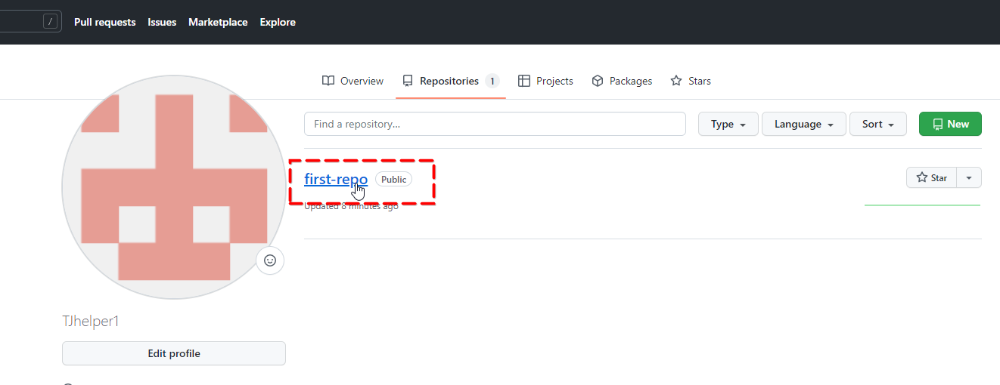 / Pull requests Issues Marketplace Explore
Overview Repositories 1 Projects Packages Stars
Find a repository... Type Language Sort New
first-repo Public Star
Updated 8 minutes ago
TJhelper1
Edit profile